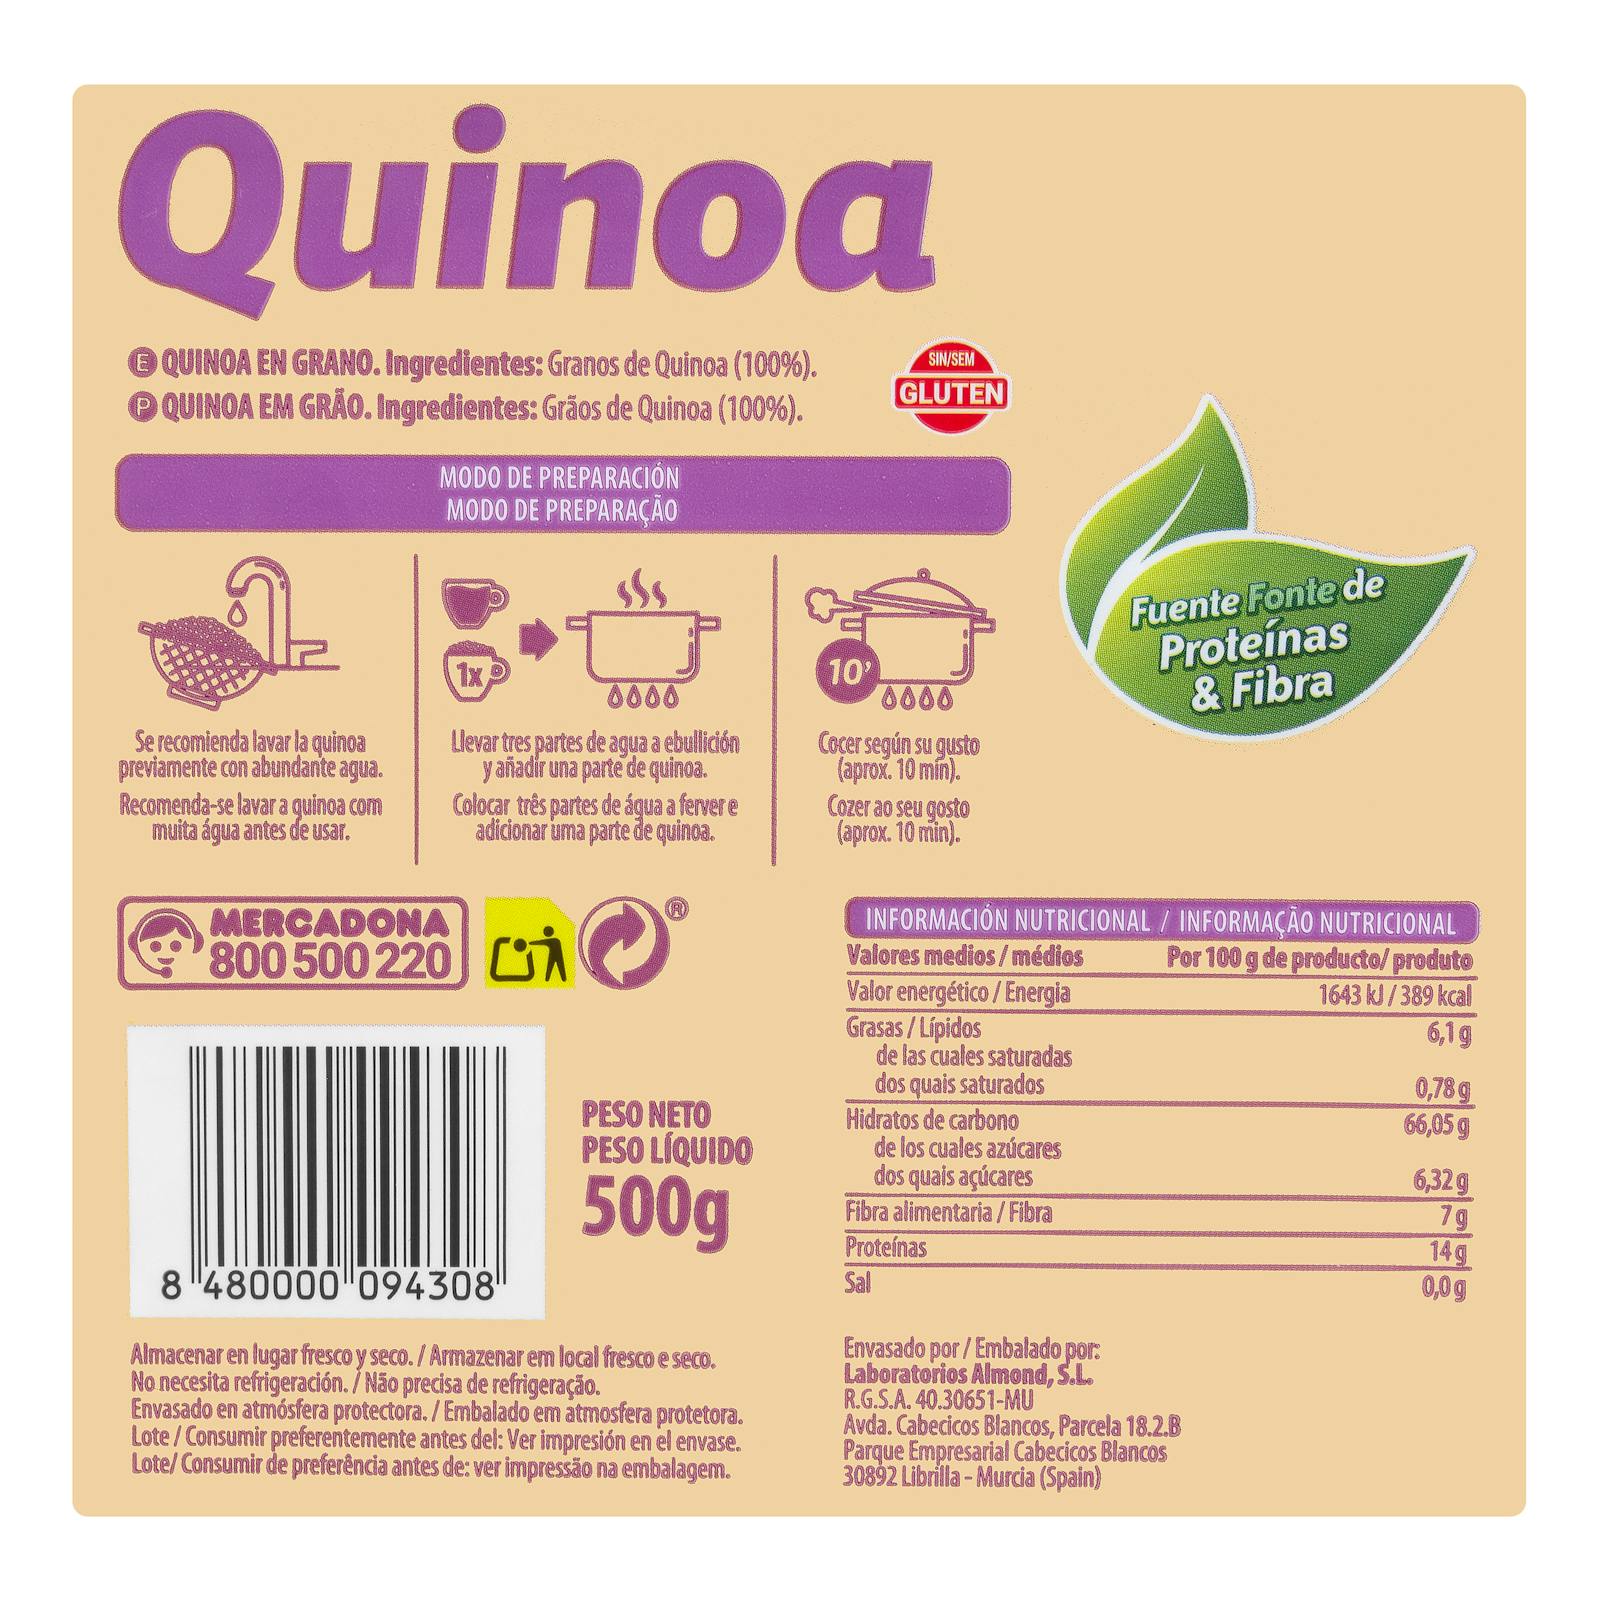 Quinoa
E QUINOA EN GRANO. Ingredientes: Granos de Quinoa (100%).
P QUINOA EM GRÃO. Ingredientes: Grãos de Quinoa (100%).
SIN/SEM
GLUTEN
MODO DE PREPARACIÓN
MODO DE PREPARAÇÃO
Fuente Fonte de
Proteínas
& Fibra
1x
10'
Se recomienda lavar la quinoa
previamente con abundante agua.
Recomenda-se lavar a quinoa com
muita água antes de usar.
Llevar tres partes de agua a ebullición
y añadir una parte de quinoa.
Colocar três partes de água a ferver e
adicionar uma parte de quinoa.
Cocer según su gusto
(aprox. 10 min).
Cozer ao seu gosto
(aprox. 10 min).
MERCADONA
800 500 220
®
8 480000 094308
PESO NETO
PESO LÍQUIDO
500g
INFORMACIÓN NUTRICIONAL / INFORMAÇÃO NUTRICIONAL
Valores medios / médios Por 100 g de producto/ produto
Valor energético / Energia 1643 kJ / 389 kcal
Grasas / Lípidos 6,1 g
de las cuales saturadas
dos quais saturados 0,78 g
Hidratos de carbono 66,05 g
de los cuales azúcares
dos quais açúcares 6,32 g
Fibra alimentaria / Fibra 7 g
Proteínas 14 g
Sal 0,0 g
Almacenar en lugar fresco y seco. / Armazenar em local fresco e seco.
No necesita refrigeración. / Não precisa de refrigeração.
Envasado en atmósfera protectora. / Embalado em atmosfera protetora.
Lote / Consumir preferentemente antes del: Ver impresión en el envase.
Lote/ Consumir de preferência antes de: ver impressão na embalagem.
Envasado por / Embalado por:
Laboratorios Almond, S.L.
R.G.S.A. 40.30651-MU
Avda. Cabecicos Blancos, Parcela 18.2.B
Parque Empresarial Cabecicos Blancos
30892 Librilla - Murcia (Spain)